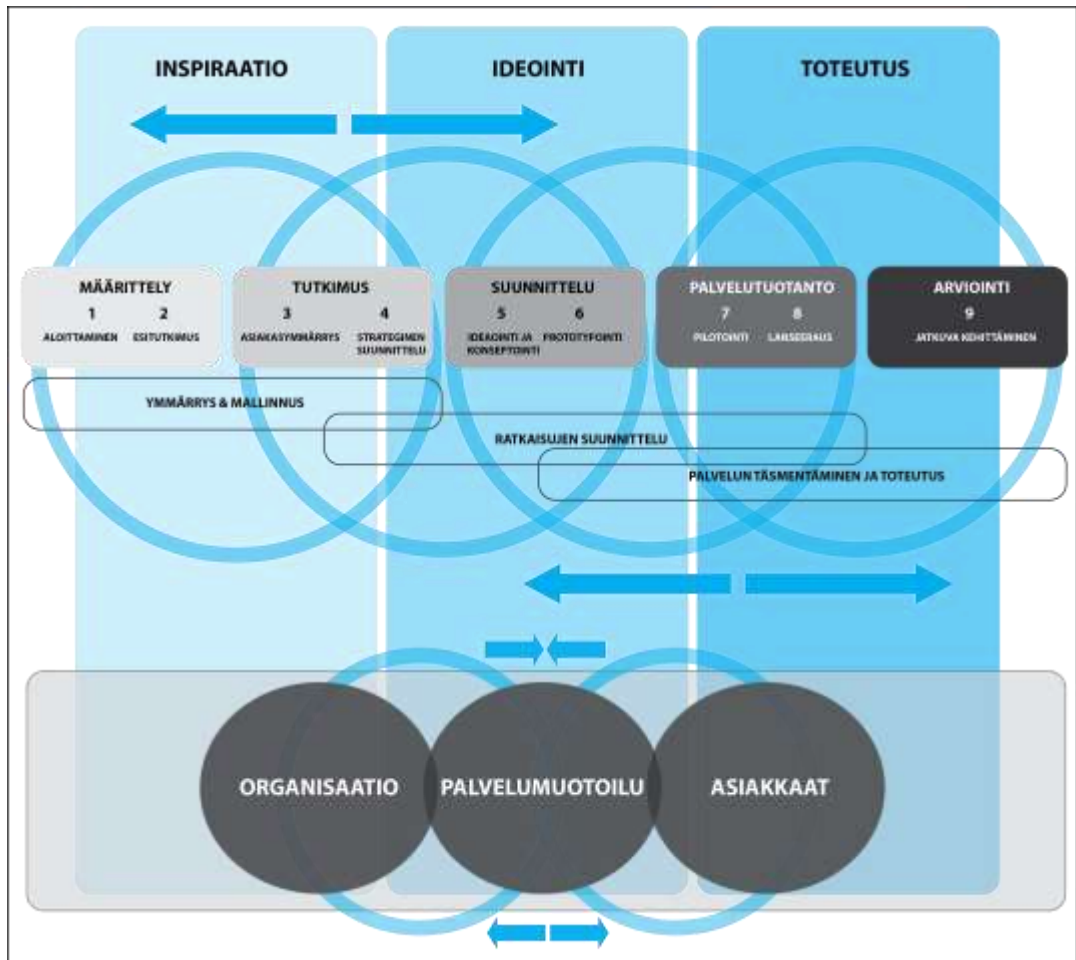 INSPIRAATIO
IDEOINTI
TOTEUTUS
MÄÄRITTELY
1 2
ALOITTAMINEN ESITUTKIMUS
TUTKIMUS
3 4
ASIAKASYMMÄRRYS STRATEGINEN
SUUNNITTELU
SUUNNITTELU
5 6
IDEAOINTI JA PROTOTYPOINTI
KONSEPTOINTI
PALVELUTUOTANTO
7 8
PILOTOINTI LANSEERAUS
ARVIOINTI
9
JATKUVA KEHITTÄMINEN
YMMÄRRYS & MALLINNUS
RATKAISUJEN SUUNNITTELU
PALVELUN TÄSMENTÄMINEN JA TOTEUTUS
ORGANISAATIO
PALVELUMUOTOILU
ASIAKKAAT